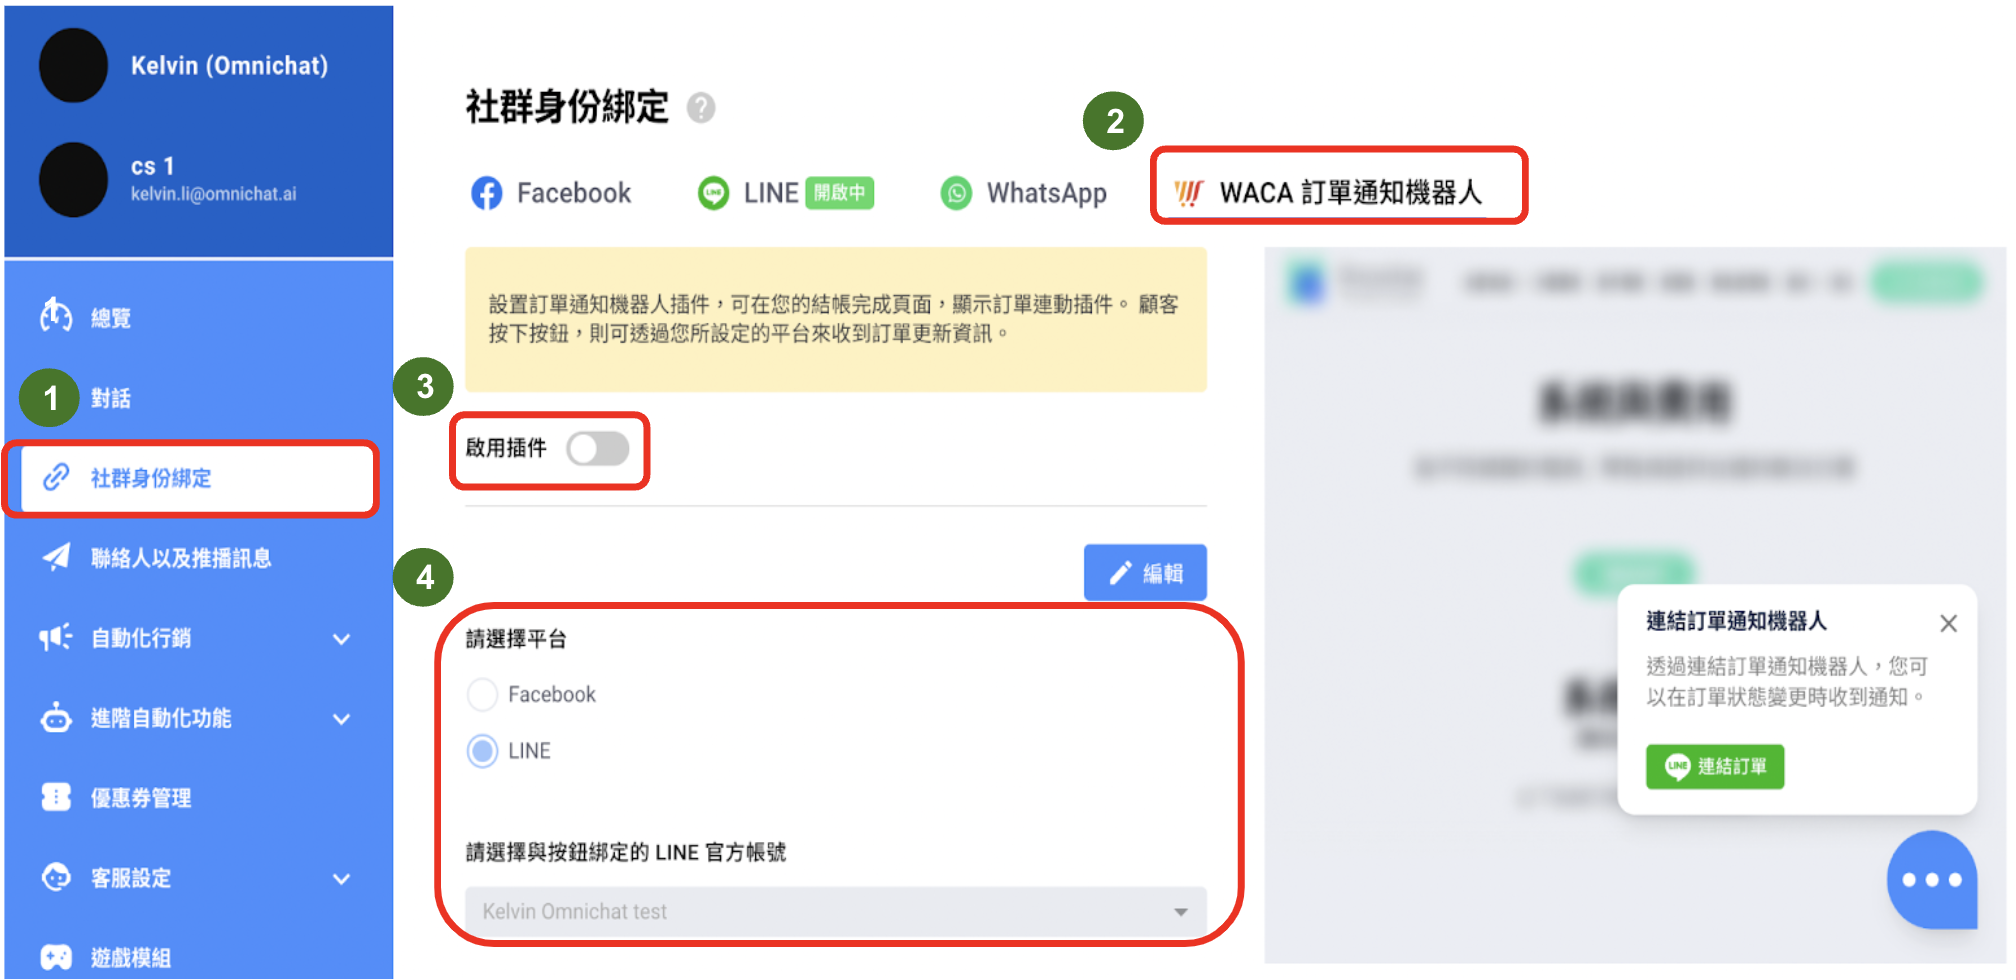 Kelvin (Omnichat)
cs 1
kelvin.li@omnichat.ai
總覽
1
對話
社群身份綁定
聯絡人以及推播訊息
自動化行銷
進階自動化功能
優惠券管理
客服設定
遊戲模組
社群身份綁定 ?
2
Facebook
LINE 開啟中
WhatsApp
WACA 訂單通知機器人
設置訂單通知機器人插件，可在您的結帳完成頁面，顯示訂單連動插件。 顧客
按下按鈕，則可透過您所設定的平台來收到訂單更新資訊。
3
啟用插件
4
編輯
請選擇平台
Facebook
LINE
請選擇與按鈕綁定的 LINE 官方帳號
Kelvin Omnichat test
連結訂單通知機器人
透過連結訂單通知機器人，您可
以在訂單狀態變更時收到通知。
LINE 連結訂單